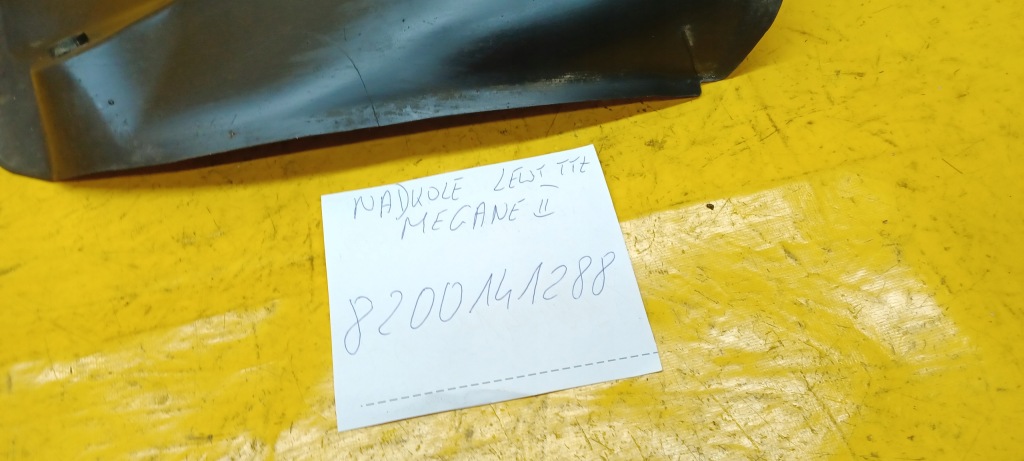 NADKOLE LEWY TYŁ
MEGANE II
8200141288